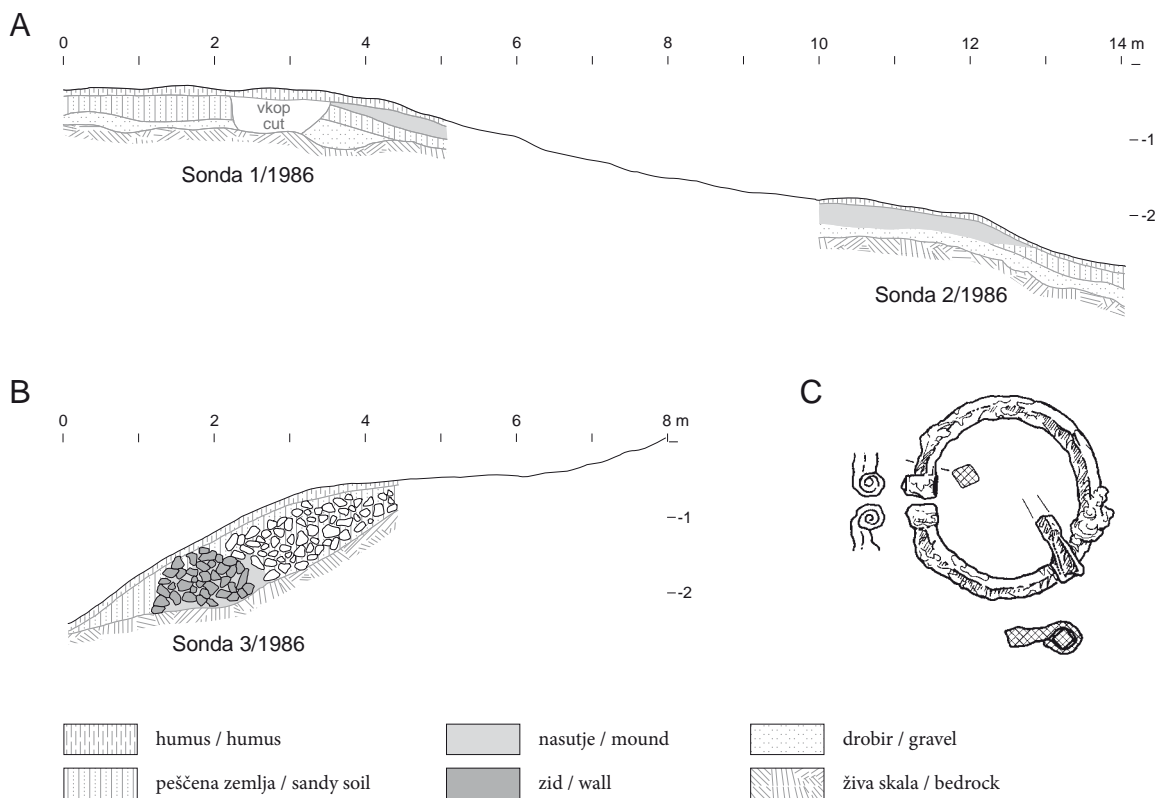 A
0 2 4 6 8 10 12 14 m
vkop
cut
-1
Sonda 1/1986
-2
Sonda 2/1986
B
C
0 2 4 6 8 m
-1
-2
Sonda 3/1986
humus / humus
nasutje / mound
drobir / gravel
peščena zemlja / sandy soil
zid / wall
živa skala / bedrock